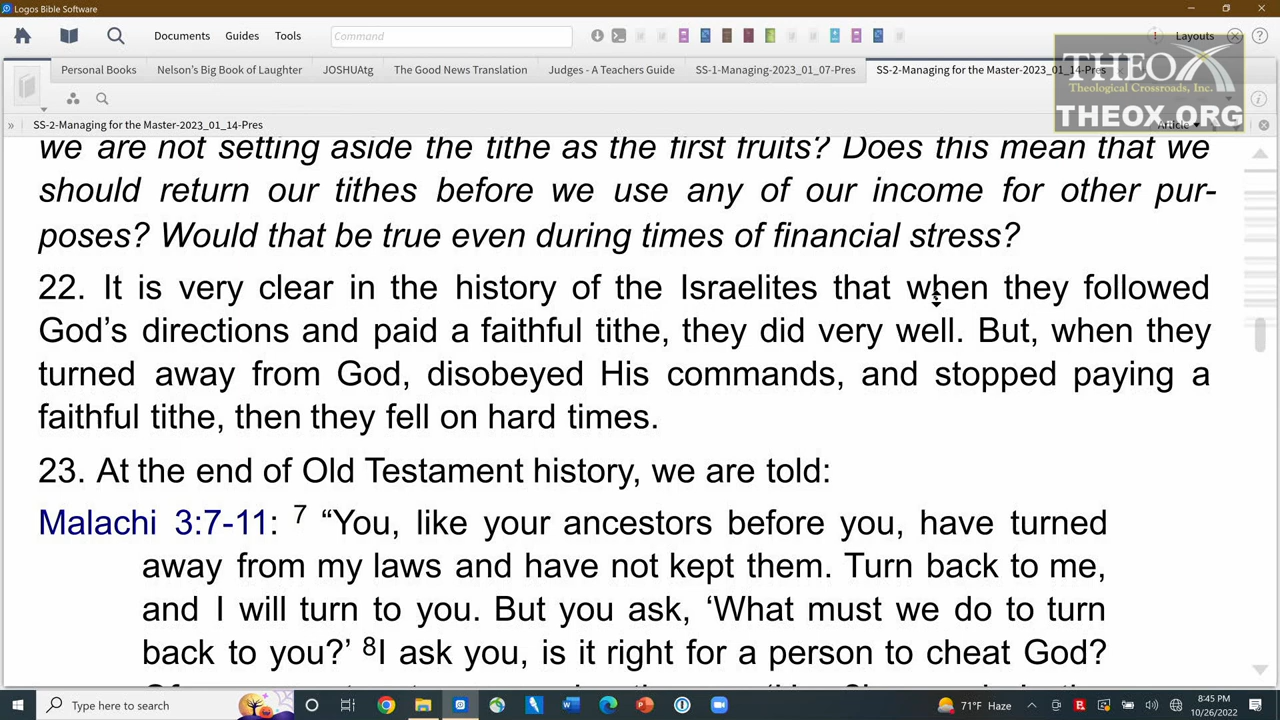 Logos Bible Software
Documents Guides Tools Command Layouts
Personal Books Nelson's Big Book of Laughter JOSHU The Good News Translation Judges - A Teachers Guide SS-1-Managing-2023_01_07-Pres SS-2-Managing for the Master-2023_01_14-Pres
THEOX
Theological Crossroads, Inc.
THEOX.ORG
SS-2-Managing for the Master-2023_01_14-Pres Article
we are not setting aside the tithe as the first fruits? Does this mean that we
should return our tithes before we use any of our income for other pur-
poses? Would that be true even during times of financial stress?
22. It is very clear in the history of the Israelites that when they followed
God's directions and paid a faithful tithe, they did very well. But, when they
turned away from God, disobeyed His commands, and stopped paying a
faithful tithe, then they fell on hard times.
23. At the end of Old Testament history, we are told:
Malachi 3:7-11: 7 “You, like your ancestors before you, have turned
away from my laws and have not kept them. Turn back to me,
and I will turn to you. But you ask, ‘What must we do to turn
back to you?’ 8I ask you, is it right for a person to cheat God?
Type here to search
71°F Haze
8:45 PM
10/26/2022